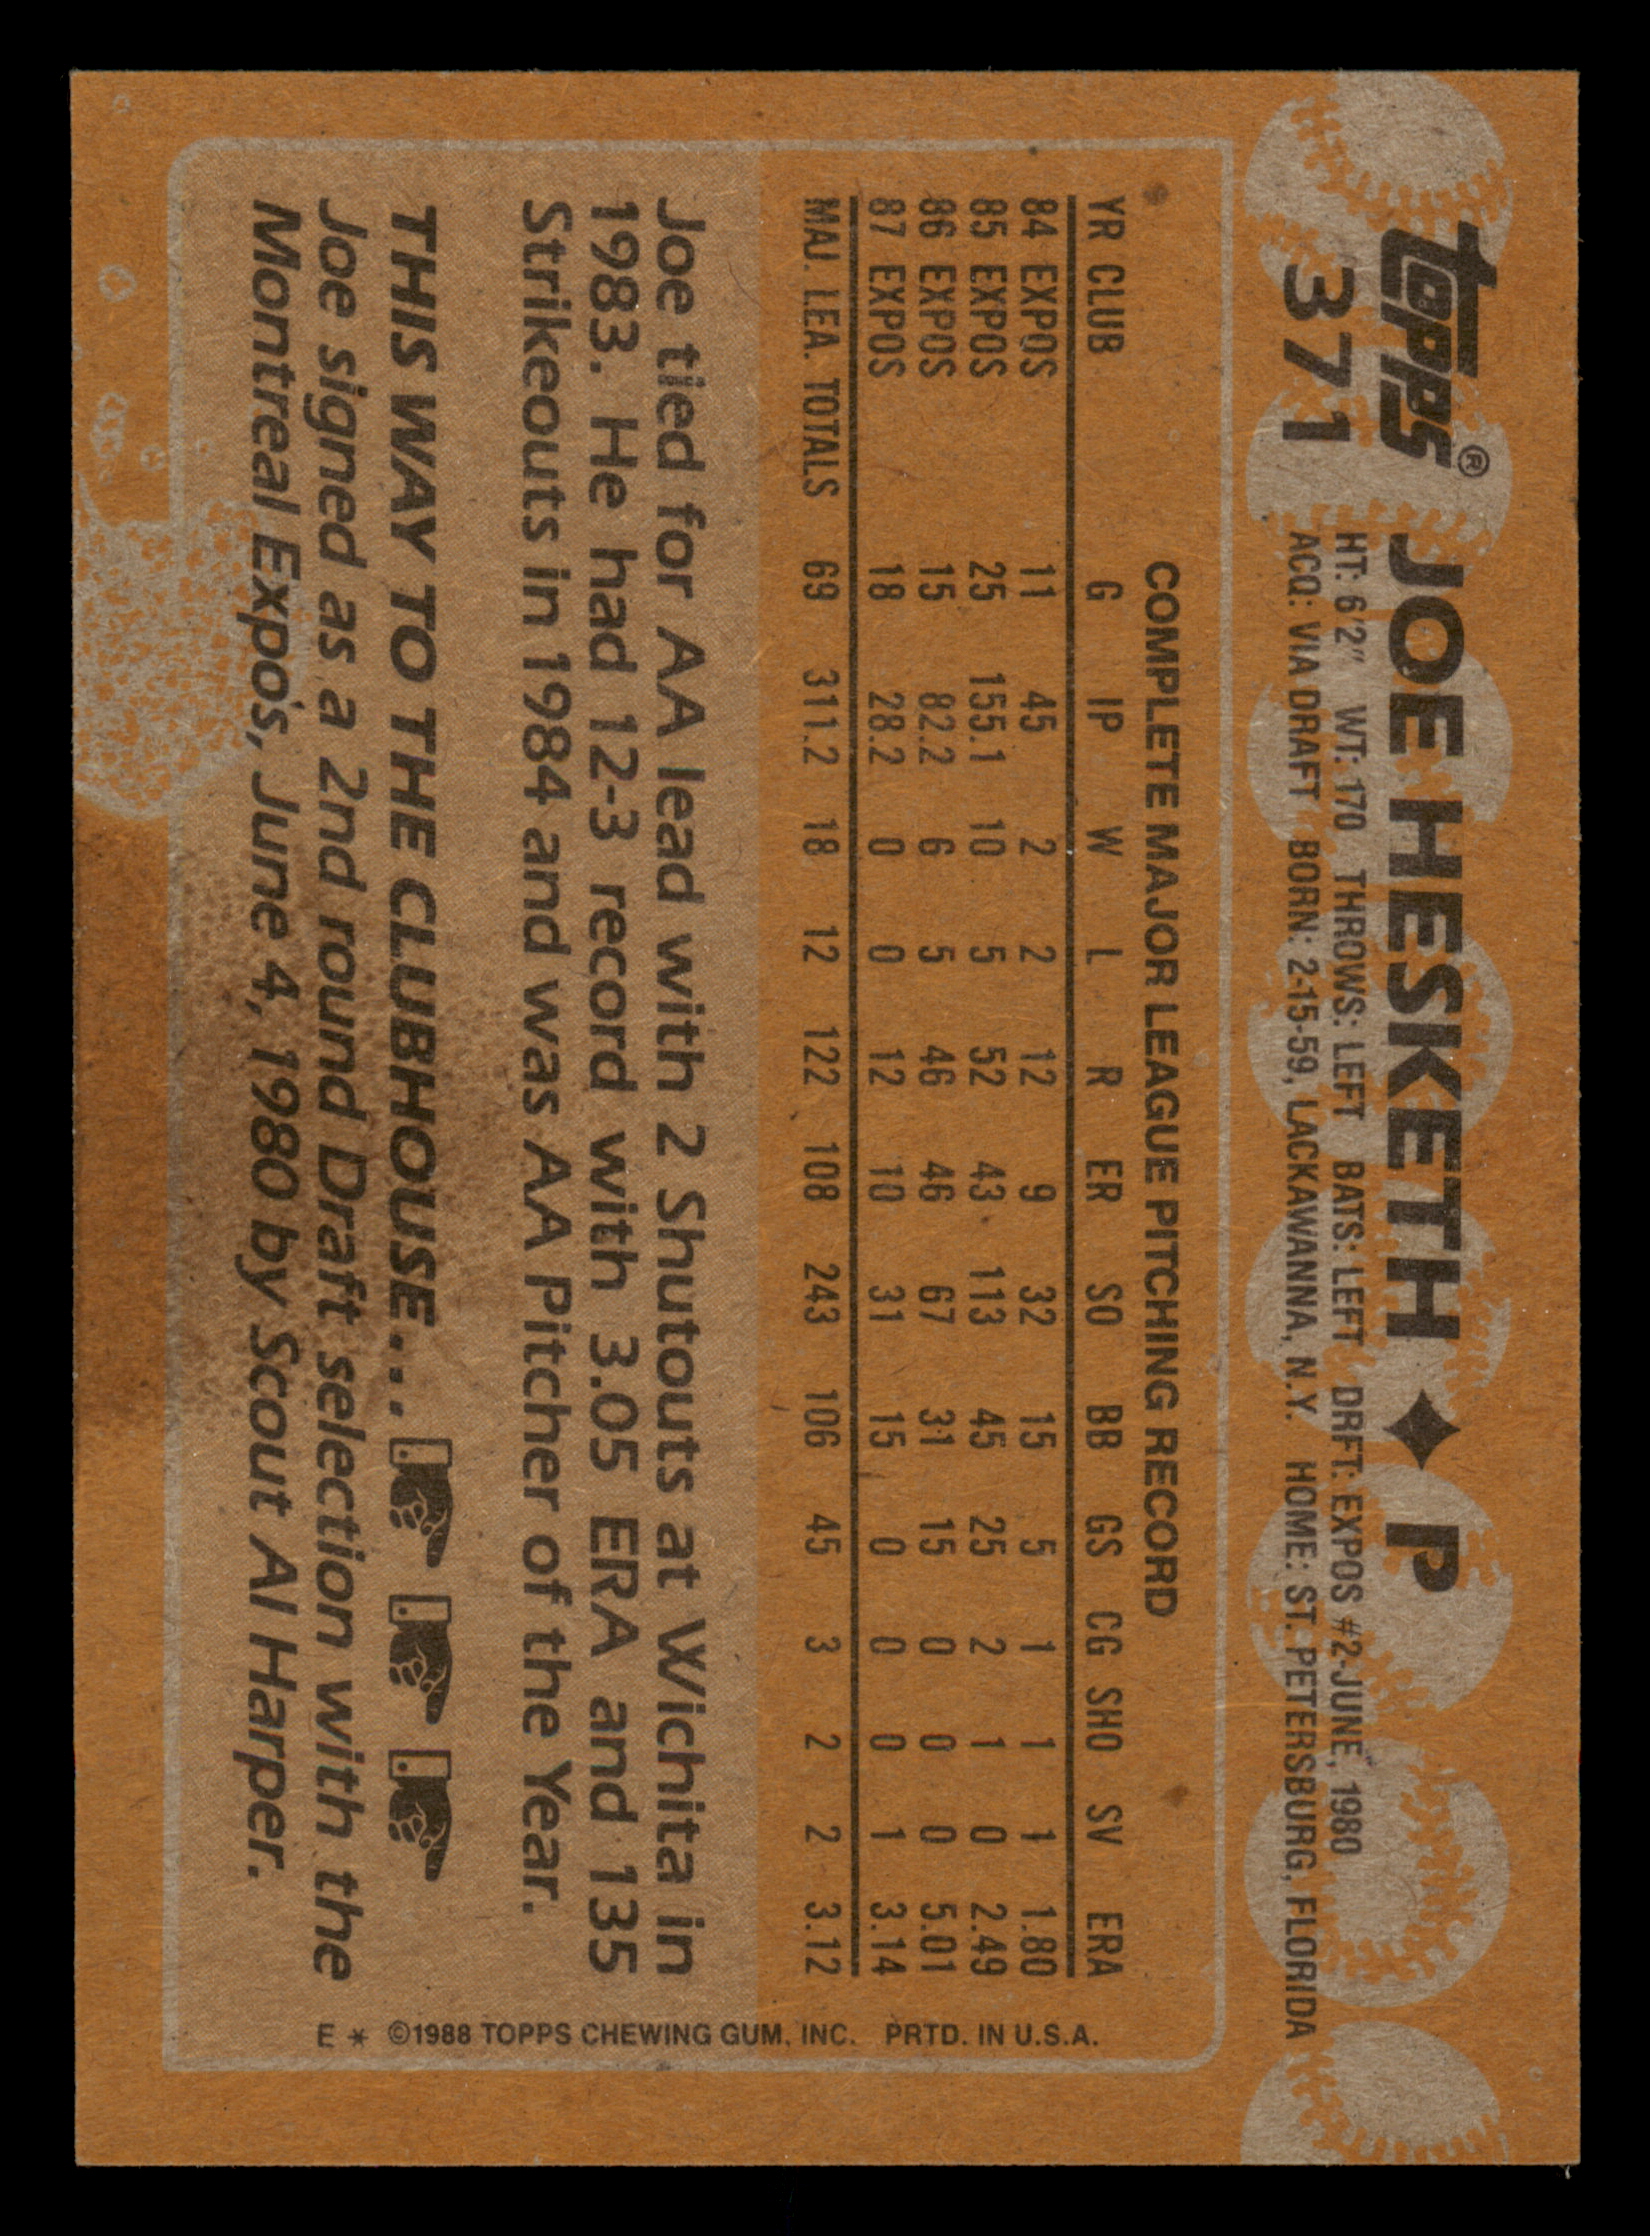 topps®
371
JOE HESKETH ♦ P
HT: 6'2" WT: 170 THROWS: LEFT BATS: LEFT DRFT: EXPOS #2-JUNE, 1980
ACQ: VIA DRAFT BORN: 2-15-59, LACKAWANNA, N.Y. HOME: ST. PETERSBURG, FLORIDA
COMPLETE MAJOR LEAGUE PITCHING RECORD
YR CLUB G IP W L R ER SO BB GS CG SHO SV ERA
84 EXPOS 11 45 2 2 12 9 32 15 5 1 1 1 1.80
85 EXPOS 25 155.1 10 5 52 43 113 45 25 2 1 0 2.49
86 EXPOS 15 82.2 6 5 46 46 67 31 15 0 0 0 5.01
87 EXPOS 18 28.2 0 0 12 10 31 15 0 0 0 1 3.14
MAJ. LEA. TOTALS 69 311.2 18 12 122 108 243 106 45 3 2 2 3.12
Joe tied for AA lead with 2 Shutouts at Wichita in
1983. He had 12-3 record with 3.05 ERA and 135
Strikeouts in 1984 and was AA Pitcher of the Year.
THIS WAY TO THE CLUBHOUSE...
Joe signed as a 2nd round Draft selection with the
Montreal Expo's, June 4, 1980 by Scout Al Harper.
E * ©1988 TOPPS CHEWING GUM, INC. PRTD. IN U.S.A.